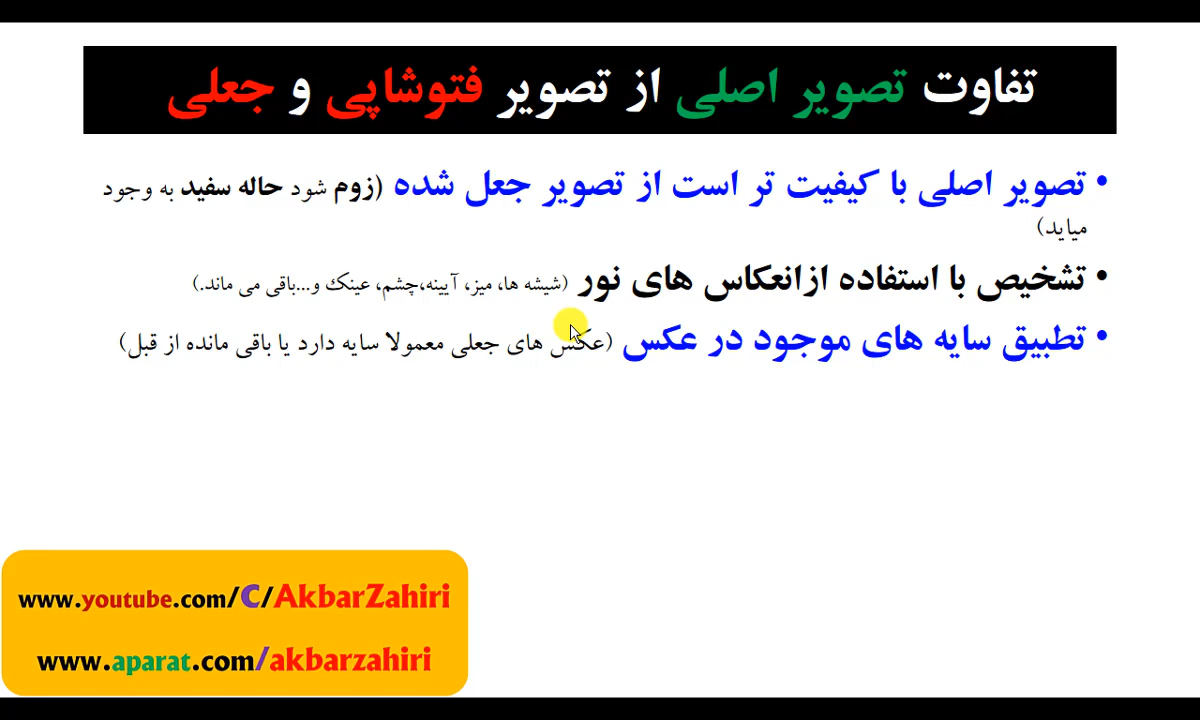 تفاوت تصویر اصلی از تصویر فتوشاپی و جعلی
• تصویر اصلی با کیفیت تر است از تصویر جعل شده (زوم شود حاله سفید به وجود
میاید)
• تشخیص با استفاده ازانعکاس های نور (شیشه ها، میز، آیینه،چشم، عینک و...باقی می ماند.)
• تطبیق سایه های موجود در عکس (عکس های جعلی معمولا سایه دارد یا باقی مانده از قبل)
www.youtube.com/C/AkbarZahiri
www.aparat.com/akbarzahiri